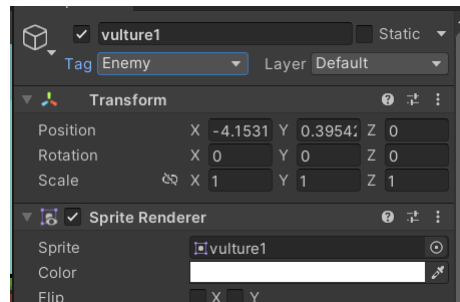 vulture1 Static
Tag Enemy Layer Default
Transform
Position X -4.1531 Y 0.39542 Z 0
Rotation X 0 Y 0 Z 0
Scale X 1 Y 1 Z 1
Sprite Renderer
Sprite vulture1
Color
Flip X Y